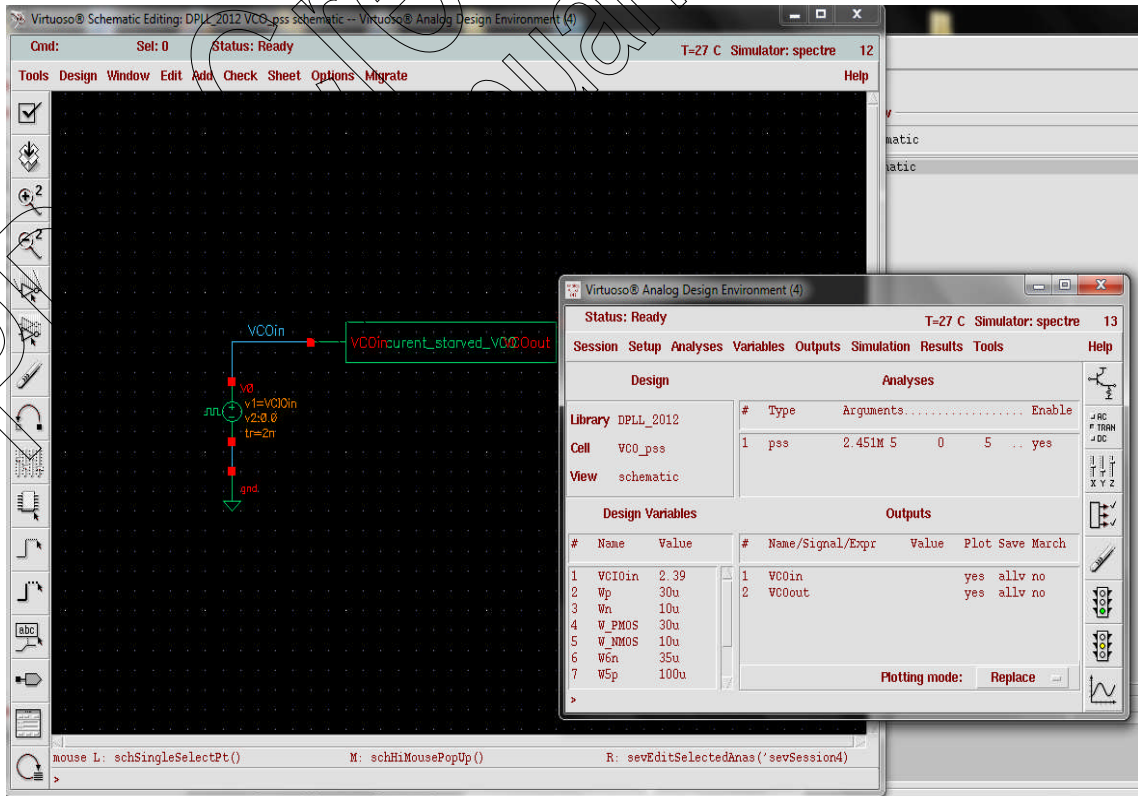 Virtuoso® Schematic Editing: DPLL_2012 VCO_pss schematic -- Virtuoso® Analog Design Environment (4)
Cmd: Sel: 0 Status: Ready T=27 C Simulator: spectre 12
Tools Design Window Edit Add Check Sheet Options Migrate Help
2
2
abc
VCOin
VCOin curent_starved_VCO VCOout
V0
v1=VCIOin
v2:0.0
tr=2n
gnd
mouse L: schSingleSelectPt() M: schHiMousePopUp() R: sevEditSelectedAnas('sevSession4)
>
matic
Virtuoso® Analog Design Environment (4)
Status: Ready T=27 C Simulator: spectre 13
Session Setup Analyses Variables Outputs Simulation Results Tools Help
Design
Library DPLL_2012
Cell VCO_pss
View schematic
Analyses
# Type Arguments.................. Enable
1 pss 2.451M 5 0 5 .. yes
Design Variables
# Name Value
1 VCIOin 2.39
2 Wp 30u
3 Wn 10u
4 W_PMOS 30u
5 W_NMOS 10u
6 W6n 35u
7 W5p 100u
>
Outputs
# Name/Signal/Expr Value Plot Save March
1 VCOin yes allv no
2 VCOout yes allv no
Plotting mode: Replace
AC
TRAN
DC
X Y Z